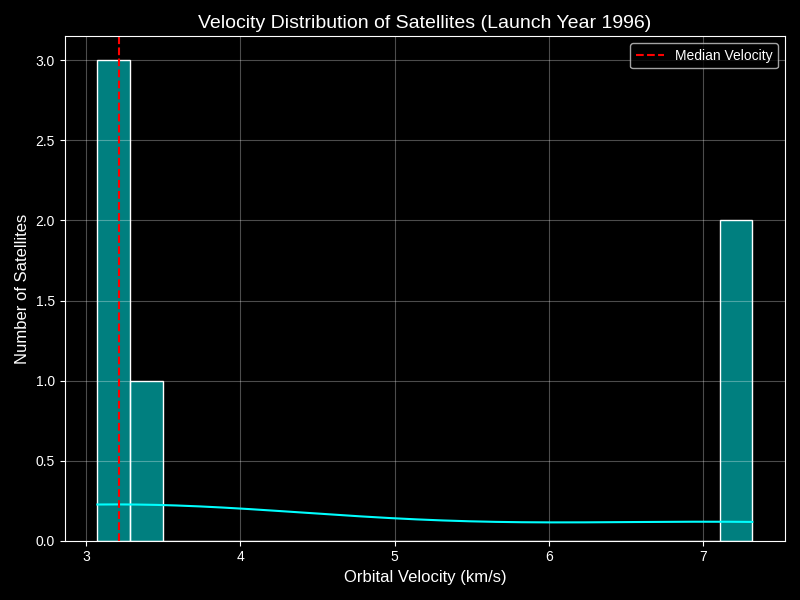 Velocity Distribution of Satellites (Launch Year 1996)
Median Velocity
Number of Satellites
3.0
2.5
2.0
1.5
1.0
0.5
0.0
3 4 5 6 7
Orbital Velocity (km/s)